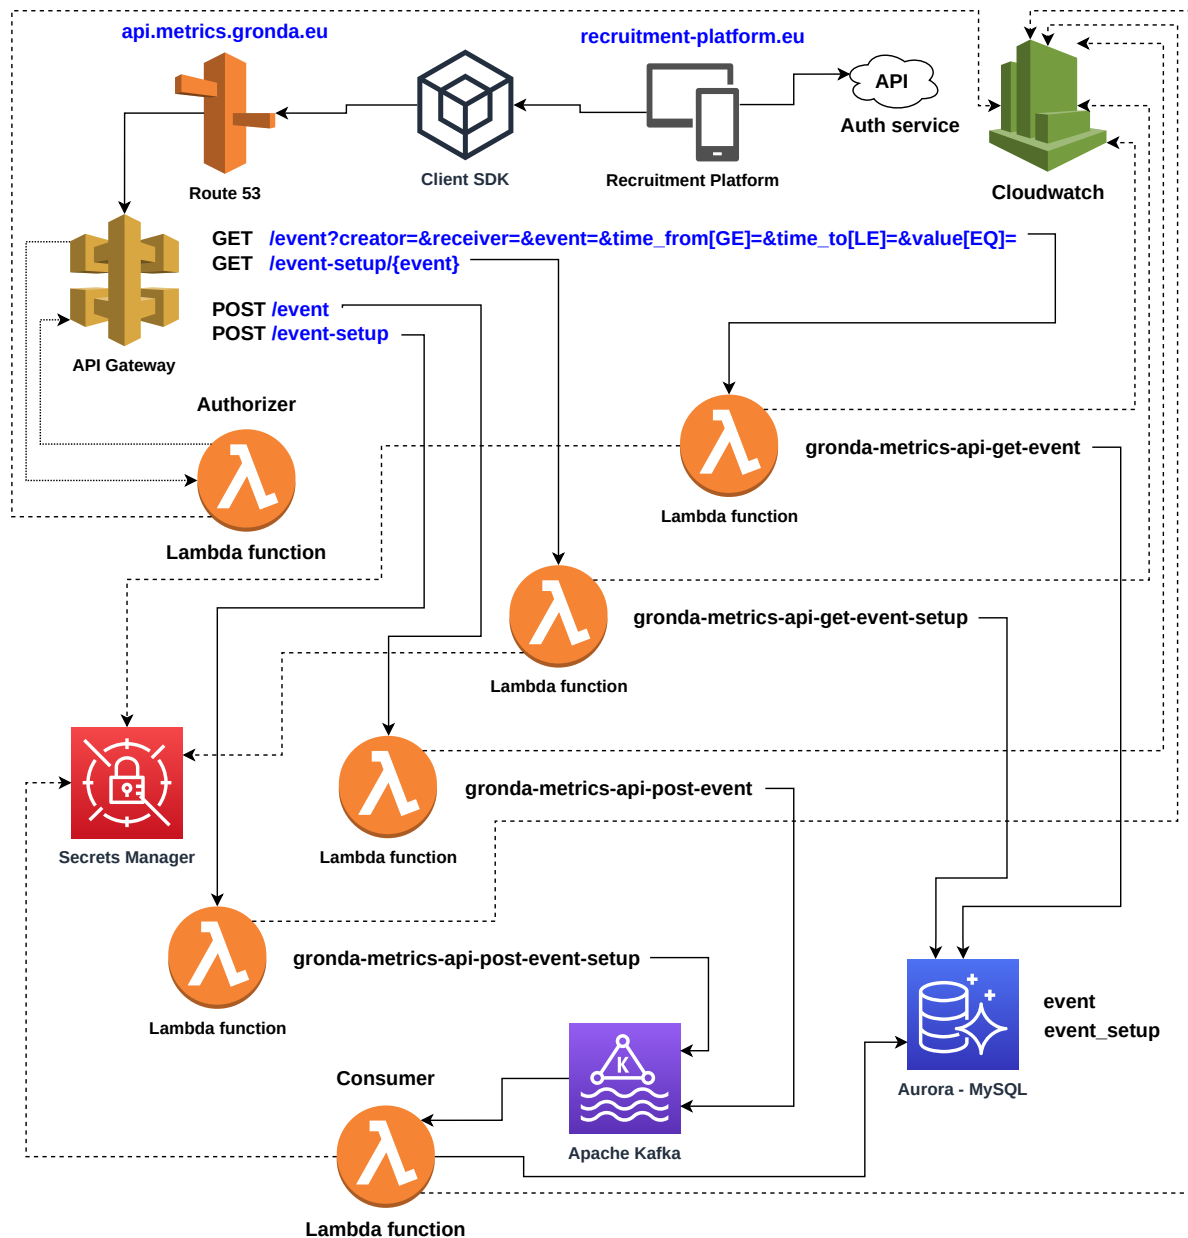 api.metrics.gronda.eu
recruitment-platform.eu
API
Auth service
Route 53
Client SDK
Recruitment Platform
Cloudwatch
GET /event?creator=&receiver=&event=&time_from[GE]=&time_to[LE]=&value[EQ]=
GET /event-setup/{event}
POST /event
POST /event-setup
API Gateway
Authorizer
Lambda function
gronda-metrics-api-get-event
Lambda function
gronda-metrics-api-get-event-setup
Lambda function
gronda-metrics-api-post-event
Lambda function
Secrets Manager
gronda-metrics-api-post-event-setup
Lambda function
K
Apache Kafka
event
event_setup
Aurora - MySQL
Consumer
Lambda function